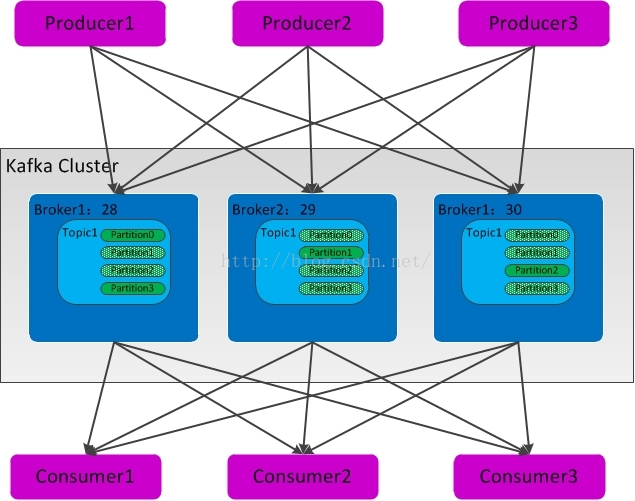 Producer1
Producer2
Producer3
Kafka Cluster
Broker1：28
Topic1
Partition0
Partition1
Partition2
Partition3
Broker2：29
Topic1
Partition0
Partition1
Partition2
Partition3
Broker1：30
Topic1
Partition0
Partition1
Partition2
Partition3
http://blog.csdn.net/
Consumer1
Consumer2
Consumer3